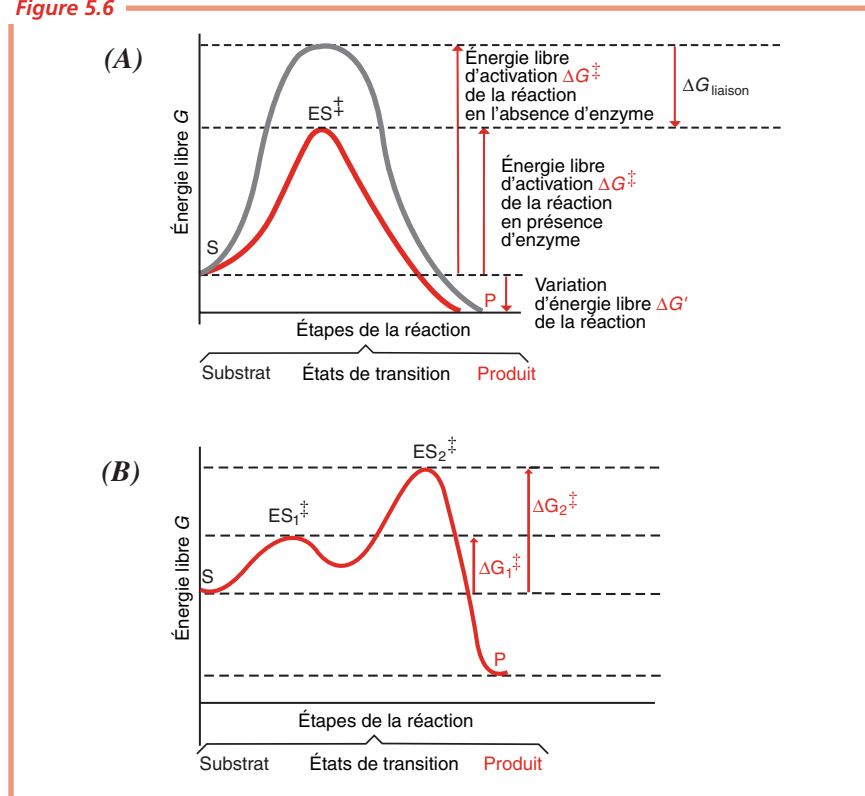 Figure 5.6
(A)
Énergie libre G
S
ES‡
Énergie libre
d'activation ΔG‡
de la réaction
en l'absence d'enzyme
ΔG liaison
Énergie libre
d'activation ΔG‡
de la réaction
en présence
d'enzyme
P
Variation
d'énergie libre ΔG'
de la réaction
Étapes de la réaction
Substrat États de transition Produit
(B)
Énergie libre G
S
ES1‡
ES2‡
ΔG1‡
ΔG2‡
P
Étapes de la réaction
Substrat États de transition Produit